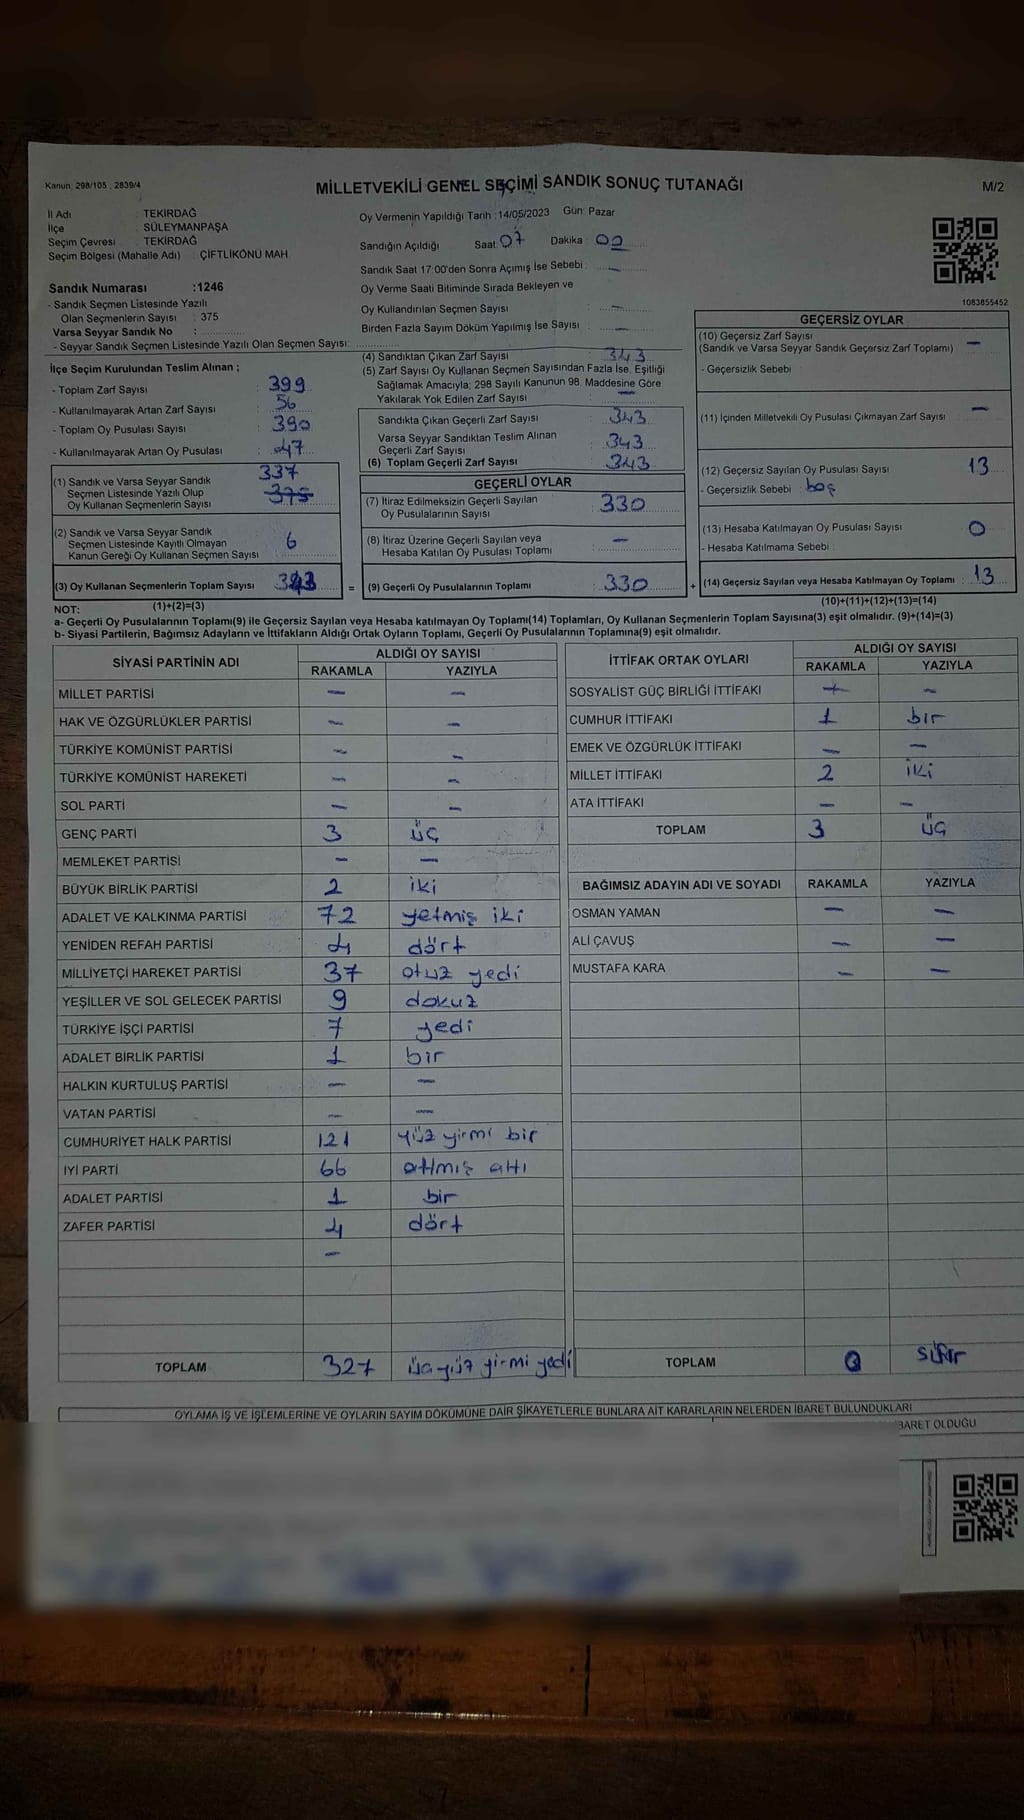 Kanun: 298/105 , 2839/4
MİLLETVEKİLİ GENEL SEÇİMİ SANDIK SONUÇ TUTANAĞI
M/2
İl Adı : TEKİRDAĞ
İlçe : SÜLEYMANPAŞA
Seçim Çevresi : TEKİRDAĞ
Seçim Bölgesi (Mahalle Adı) : ÇİFTLİKÖNÜ MAH.
Oy Vermenin Yapıldığı Tarih :14/05/2023 Gün: Pazar
Sandığın Açıldığı Saat 07 Dakika 00
Sandık Saat 17:00'den Sonra Açımış İse Sebebi : —
Oy Verme Saati Bitiminde Sırada Bekleyen ve
Oy Kullandırılan Seçmen Sayısı : —
Birden Fazla Sayım Döküm Yapılmış İse Sayısı : —
Sandık Numarası :1246
- Sandık Seçmen Listesinde Yazılı
Olan Seçmenlerin Sayısı : 375
Varsa Seyyar Sandık No :
- Seyyar Sandık Seçmen Listesinde Yazılı Olan Seçmen Sayısı:
1083855452
İlçe Seçim Kurulundan Teslim Alınan ;
- Toplam Zarf Sayısı : 399
- Kullanılmayarak Artan Zarf Sayısı : 56
- Toplam Oy Pusulası Sayısı : 390
- Kullanılmayarak Artan Oy Pusulası : 47
(1) Sandık ve Varsa Seyyar Sandık
Seçmen Listesinde Yazılı Olup
Oy Kullanan Seçmenlerin Sayısı 337 375
(2) Sandık ve Varsa Seyyar Sandık
Seçmen Listesinde Kayıtlı Olmayan
Kanun Gereği Oy Kullanan Seçmen Sayısı 6
(3) Oy Kullanan Seçmenlerin Toplam Sayısı : 343 =
(1)+(2)=(3)
(4) Sandıktan Çıkan Zarf Sayısı : 343
(5) Zarf Sayısı Oy Kullanan Seçmen Sayısından Fazla İse, Eşitliği
Sağlamak Amacıyla; 298 Sayılı Kanunun 98. Maddesine Göre
Yakılarak Yok Edilen Zarf Sayısı : —
Sandıkta Çıkan Geçerli Zarf Sayısı : 343
Varsa Seyyar Sandıktan Teslim Alınan
Geçerli Zarf Sayısı : 343
(6) Toplam Geçerli Zarf Sayısı : 343
GEÇERLİ OYLAR
(7) İtiraz Edilmeksizin Geçerli Sayılan
Oy Pusulalarının Sayısı : 330
(8) İtiraz Üzerine Geçerli Sayılan veya
Hesaba Katılan Oy Pusulası Toplamı : —
(9) Geçerli Oy Pusulalarının Toplamı : 330 +
GEÇERSİZ OYLAR
(10) Geçersiz Zarf Sayısı
(Sandık ve Varsa Seyyar Sandık Geçersiz Zarf Toplamı) —
- Geçersizlik Sebebi :
(11) İçinden Milletvekili Oy Pusulası Çıkmayan Zarf Sayısı : —
(12) Geçersiz Sayılan Oy Pusulası Sayısı : 13
- Geçersizlik Sebebi : boş
(13) Hesaba Katılmayan Oy Pusulası Sayısı : 0
- Hesaba Katılmama Sebebi :
(14) Geçersiz Sayılan veya Hesaba Katılmayan Oy Toplamı : 13
(10)+(11)+(12)+(13)=(14)
NOT:
a- Geçerli Oy Pusulalarının Toplamı(9) ile Geçersiz Sayılan veya Hesaba katılmayan Oy Toplamı(14) Toplamları, Oy Kullanan Seçmenlerin Toplam Sayısına(3) eşit olmalıdır. (9)+(14)=(3)
b- Siyasi Partilerin, Bağımsız Adayların ve İttifakların Aldığı Ortak Oyların Toplamı, Geçerli Oy Pusulalarının Toplamına(9) eşit olmalıdır.
SİYASİ PARTİNİN ADI
ALDIĞI OY SAYISI
RAKAMLA YAZIYLA
MİLLET PARTİSİ — —
HAK VE ÖZGÜRLÜKLER PARTİSİ — —
TÜRKİYE KOMÜNİST PARTİSİ — —
TÜRKİYE KOMÜNİST HAREKETİ — —
SOL PARTİ — —
GENÇ PARTİ 3 üç
MEMLEKET PARTİSİ — —
BÜYÜK BİRLİK PARTİSİ 2 iki
ADALET VE KALKINMA PARTİSİ 72 yetmiş iki
YENİDEN REFAH PARTİSİ 4 dört
MİLLİYETÇİ HAREKET PARTİSİ 37 otuz yedi
YEŞİLLER VE SOL GELECEK PARTİSİ 9 dokuz
TÜRKİYE İŞÇİ PARTİSİ 7 yedi
ADALET BİRLİK PARTİSİ 1 bir
HALKIN KURTULUŞ PARTİSİ — —
VATAN PARTİSİ — —
CUMHURİYET HALK PARTİSİ 121 yüz yirmi bir
İYİ PARTİ 66 atmış altı
ADALET PARTİSİ 1 bir
ZAFER PARTİSİ 4 dört
—
TOPLAM 327 üçyüz yirmi yedi
İTTİFAK ORTAK OYLARI
ALDIĞI OY SAYISI
RAKAMLA YAZIYLA
SOSYALİST GÜÇ BİRLİĞİ İTTİFAKI — —
CUMHUR İTTİFAKI 1 bir
EMEK VE ÖZGÜRLÜK İTTİFAKI — —
MİLLET İTTİFAKI 2 iki
ATA İTTİFAKI — —
TOPLAM 3 üç
BAĞIMSIZ ADAYIN ADI VE SOYADI RAKAMLA YAZIYLA
OSMAN YAMAN — —
ALİ ÇAVUŞ — —
MUSTAFA KARA — —
TOPLAM 0 sıfır
OYLAMA İŞ VE İŞLEMLERİNE VE OYLARIN SAYIM DÖKÜMÜNE DAİR ŞİKAYETLERLE BUNLARA AİT KARARLARIN NELERDEN İBARET BULUNDUKLARI
BARET OLDUĞU